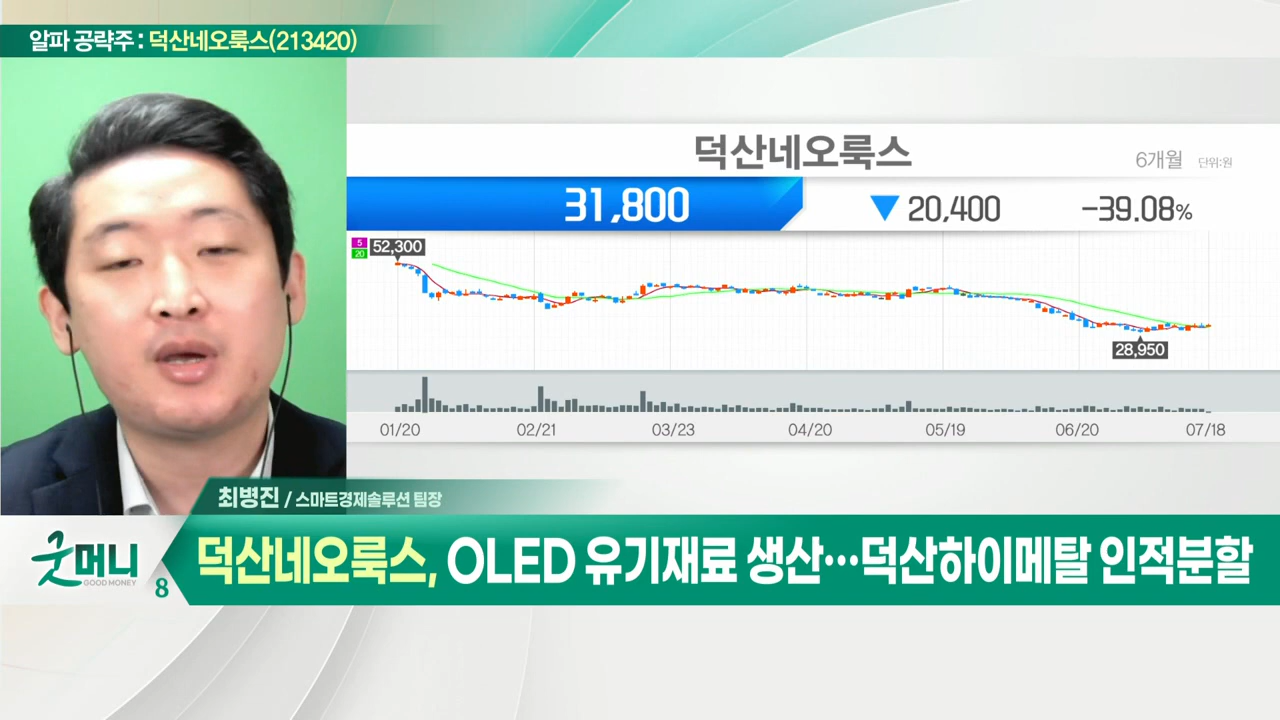 알파 공략주 : 덕산네오룩스(213420)
덕산네오룩스
6개월 단위:원
31,800 ▼ 20,400 -39.08%
5
20
52,300
28,950
01/20 02/21 03/23 04/20 05/19 06/20 07/18
최병진 / 스마트경제솔루션 팀장
굿머니
GOOD MONEY
8
덕산네오룩스, OLED 유기재료 생산…덕산하이메탈 인적분할